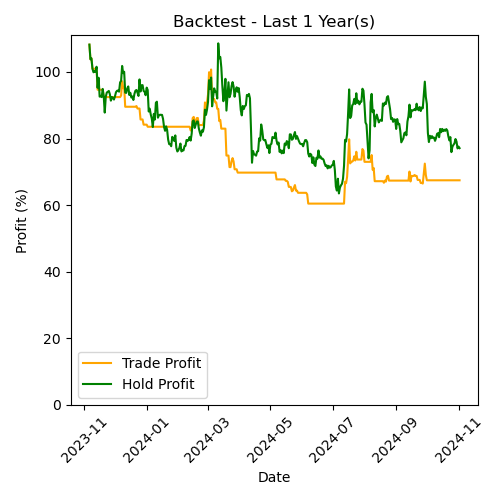 Backtest - Last 1 Year(s)
Profit (%)
100
80
60
40
20
0
Trade Profit
Hold Profit
2023-11
2024-01
2024-03
2024-05
2024-07
2024-09
2024-11
Date